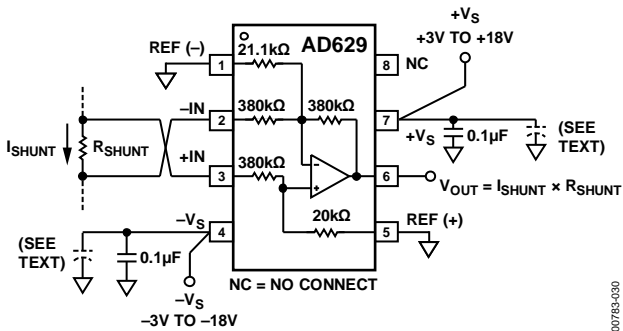 +VS
+3V TO +18V
AD629
REF (–)
21.1kΩ
1
8
NC
–IN
380kΩ
380kΩ
2
7
+VS
0.1µF
(SEE
TEXT)
ISHUNT
RSHUNT
+IN
380kΩ
3
–
+
6
VOUT = ISHUNT × RSHUNT
–VS
20kΩ
REF (+)
4
5
(SEE
TEXT)
0.1µF
NC = NO CONNECT
–VS
–3V TO –18V
00783-030